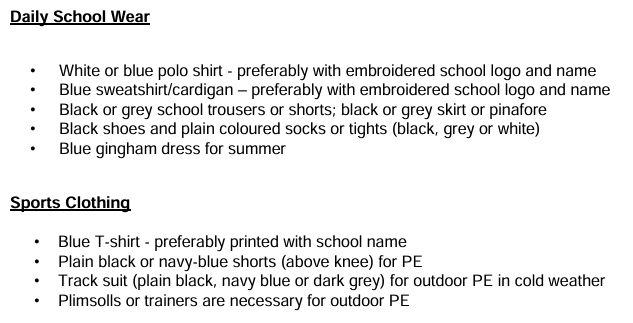 Daily School Wear
• White or blue polo shirt - preferably with embroidered school logo and name
• Blue sweatshirt/cardigan – preferably with embroidered school logo and name
• Black or grey school trousers or shorts; black or grey skirt or pinafore
• Black shoes and plain coloured socks or tights (black, grey or white)
• Blue gingham dress for summer
Sports Clothing
• Blue T-shirt - preferably printed with school name
• Plain black or navy-blue shorts (above knee) for PE
• Track suit (plain black, navy blue or dark grey) for outdoor PE in cold weather
• Plimsolls or trainers are necessary for outdoor PE